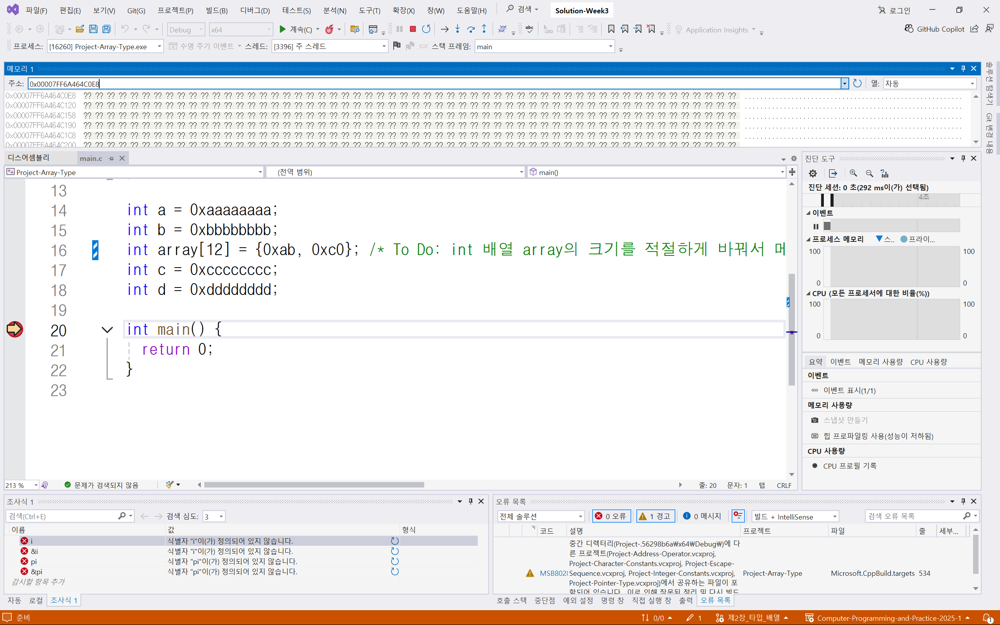 파일(F) 편집(E) 보기(V) Git(G) 프로젝트(P) 빌드(B) 디버그(D) 테스트(S) 분석(N) 도구(T) 확장(X) 창(W) 도움말(H) 검색 Solution-Week3 로그인
Debug x64 계속(C) Application Insights GitHub Copilot
프로세스: [16260] Project-Array-Type.exe 수명 주기 이벤트 스레드: [3396] 주 스레드 스택 프레임: main
메모리 1
주소: 0x00007FF6A464C0E8 열: 자동
0x00007FF6A464C0E8 ?? ?? ?? ?? ?? ?? ?? ?? ?? ?? ?? ?? ?? ?? ?? ?? ?? ?? ?? ?? ?? ?? ?? ?? ?? ?? ?? ?? ?? ?? ?? ?? ?? ?? ?? ?? ?? ?? ?? ?? ?? ?? ?? ?? ?? ?? ?? ?? ?? ?? ?? ?? ?? ?? ?? ?? ........................................................
0x00007FF6A464C120 ?? ?? ?? ?? ?? ?? ?? ?? ?? ?? ?? ?? ?? ?? ?? ?? ?? ?? ?? ?? ?? ?? ?? ?? ?? ?? ?? ?? ?? ?? ?? ?? ?? ?? ?? ?? ?? ?? ?? ?? ?? ?? ?? ?? ?? ?? ?? ?? ?? ?? ?? ?? ?? ?? ?? ?? ........................................................
0x00007FF6A464C158 ?? ?? ?? ?? ?? ?? ?? ?? ?? ?? ?? ?? ?? ?? ?? ?? ?? ?? ?? ?? ?? ?? ?? ?? ?? ?? ?? ?? ?? ?? ?? ?? ?? ?? ?? ?? ?? ?? ?? ?? ?? ?? ?? ?? ?? ?? ?? ?? ?? ?? ?? ?? ?? ?? ?? ?? ........................................................
0x00007FF6A464C190 ?? ?? ?? ?? ?? ?? ?? ?? ?? ?? ?? ?? ?? ?? ?? ?? ?? ?? ?? ?? ?? ?? ?? ?? ?? ?? ?? ?? ?? ?? ?? ?? ?? ?? ?? ?? ?? ?? ?? ?? ?? ?? ?? ?? ?? ?? ?? ?? ?? ?? ?? ?? ?? ?? ?? ?? ........................................................
0x00007FF6A464C1C8 ?? ?? ?? ?? ?? ?? ?? ?? ?? ?? ?? ?? ?? ?? ?? ?? ?? ?? ?? ?? ?? ?? ?? ?? ?? ?? ?? ?? ?? ?? ?? ?? ?? ?? ?? ?? ?? ?? ?? ?? ?? ?? ?? ?? ?? ?? ?? ?? ?? ?? ?? ?? ?? ?? ?? ?? ........................................................
0x00007FF6A464C200 ?? ?? ?? ?? ?? ?? ?? ?? ?? ?? ?? ?? ?? ?? ?? ?? ?? ?? ?? ?? ?? ?? ?? ?? ?? ?? ?? ?? ?? ?? ?? ?? ?? ?? ?? ?? ?? ?? ?? ?? ?? ?? ?? ?? ?? ?? ?? ?? ?? ?? ?? ?? ?? ?? ?? ??
솔루션 탐색기
Git 변경 내용
디스어셈블리 main.c
Project-Array-Type (전역 범위) main()
13
14 int a = 0xaaaaaaaa;
15 int b = 0xbbbbbbbb;
16 int array[12] = {0xab, 0xc0}; /* To Do: int 배열 array의 크기를 적절하게 바꿔서 메
17 int c = 0xcccccccc;
18 int d = 0xdddddddd;
19
20 int main() {
21 return 0;
22 }
23
213 % 문제가 검색되지 않음 줄: 20 문자: 1 탭 CRLF
진단 도구
진단 세션: 0 초(292 ms이(가) 선택됨)
4초
이벤트
프로세스 메모리 스.. 프라이...
100 100
0 0
CPU (모든 프로세서에 대한 비율(%))
100 100
0 0
요약 이벤트 메모리 사용량 CPU 사용량
이벤트
이벤트 표시(1/1)
메모리 사용량
스냅샷 만들기
힙 프로파일링 사용(성능이 저하됨)
CPU 사용량
CPU 프로필 기록
조사식 1
검색(Ctrl+E) 검색 심도: 3
이름 값 형식
i 식별자 "i"이(가) 정의되어 있지 않습니다.
&i 식별자 "i"이(가) 정의되어 있지 않습니다.
pi 식별자 "pi"이(가) 정의되어 있지 않습니다.
&pi 식별자 "pi"이(가) 정의되어 있지 않습니다.
감시할 항목 추가
자동 로컬 조사식 1
오류 목록
전체 솔루션 0 오류 1 경고 0 메시지 빌드 + IntelliSense 검색 오류 목록
코드 설명 프로젝트 파일 줄 세부...
중간 디렉터리(Project-.56298b6a₩x64₩Debug₩)에 다
른 프로젝트(Project-Address-Operator.vcxproj,
Project-Character-Constants.vcxproj, Project-Escape-
MSB802 Sequence.vcxproj, Project-Integer-Constants.vcxproj, Project-Array-Type Microsoft.CppBuild.targets 534
Project-Pointer-Type.vcxproj)에서 공유하는 파일이 포
함되어 있습니다. 이로 인해 잘못된 정리 및 다시 빌드
호출 스택 중단점 예외 설정 명령 창 직접 실행 창 출력 오류 목록
준비 0/0 1 제2장_타입_배열 Computer-Programming-and-Practice-2025-1 1